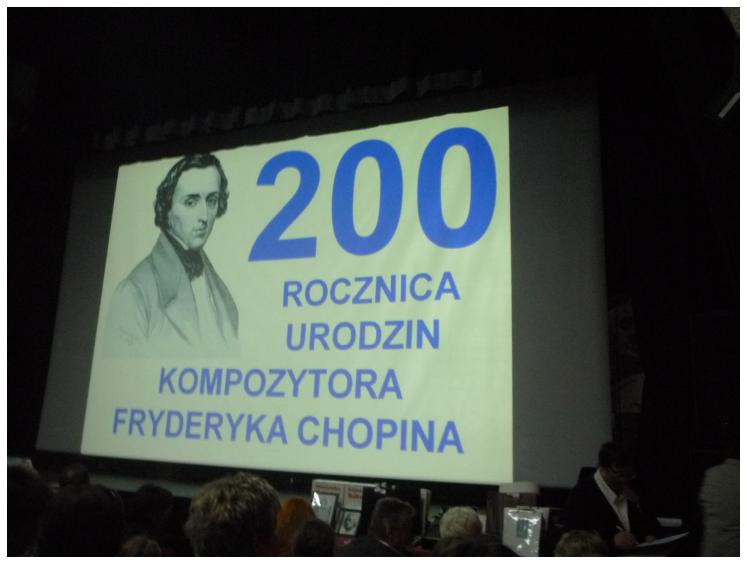 200
ROCZNICA
URODZIN
KOMPOZYTORA
FRYDERYKA CHOPINA